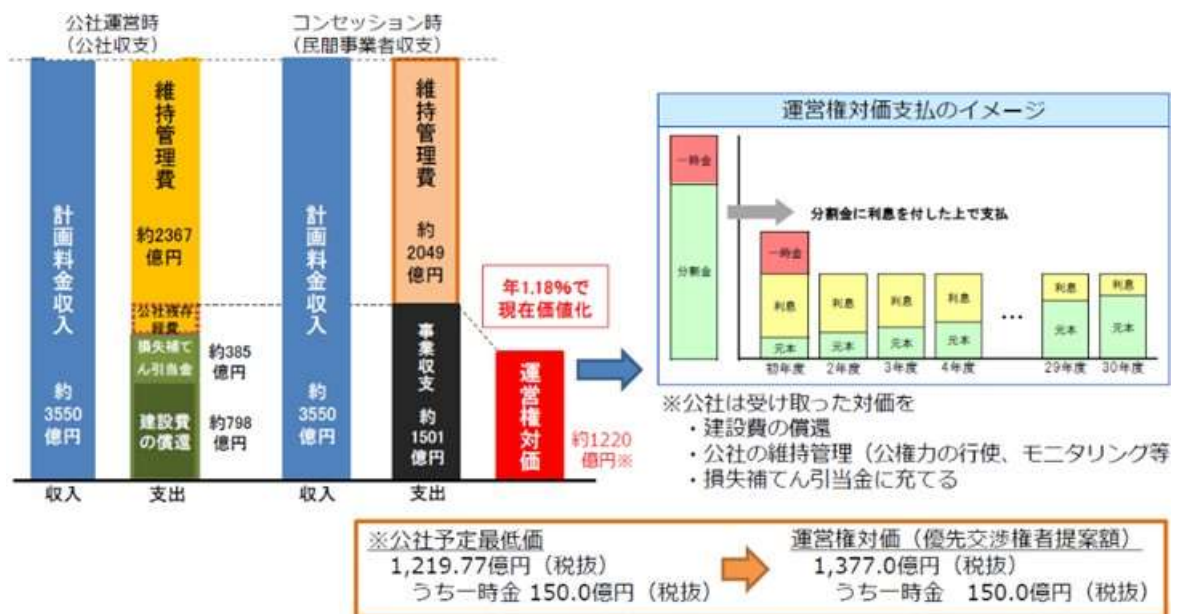 公社運営時
(公社収支)
コンセッション時
(民間事業者収支)
計画料金収入
約
3550
億円
維持管理費
約2367
億円
公社残存
経費
損失補て
ん引当金
約385
億円
建設費
の償還
約798
億円
収入
支出
計画料金収入
約
3550
億円
維持管理費
約
2049
億円
事業収支
約
1501
億円
収入
支出
年1.18%で
現在価値化
運営権対価
約1220
億円※
運営権対価支払のイメージ
一時金
分割金
分割金に利息を付した上で支払
一時金
利息
元本
利息
元本
利息
元本
利息
元本
…
利息
元本
利息
元本
初年度
2年度
3年度
4年度
29年度
30年度
※公社は受け取った対価を
・建設費の償還
・公社の維持管理（公権力の行使、モニタリング等
・損失補てん引当金に充てる
※公社予定最低価
1,219.77億円（税抜）
うち一時金 150.0億円（税抜）
運営権対価（優先交渉権者提案額）
1,377.0億円（税抜）
うち一時金 150.0億円（税抜）